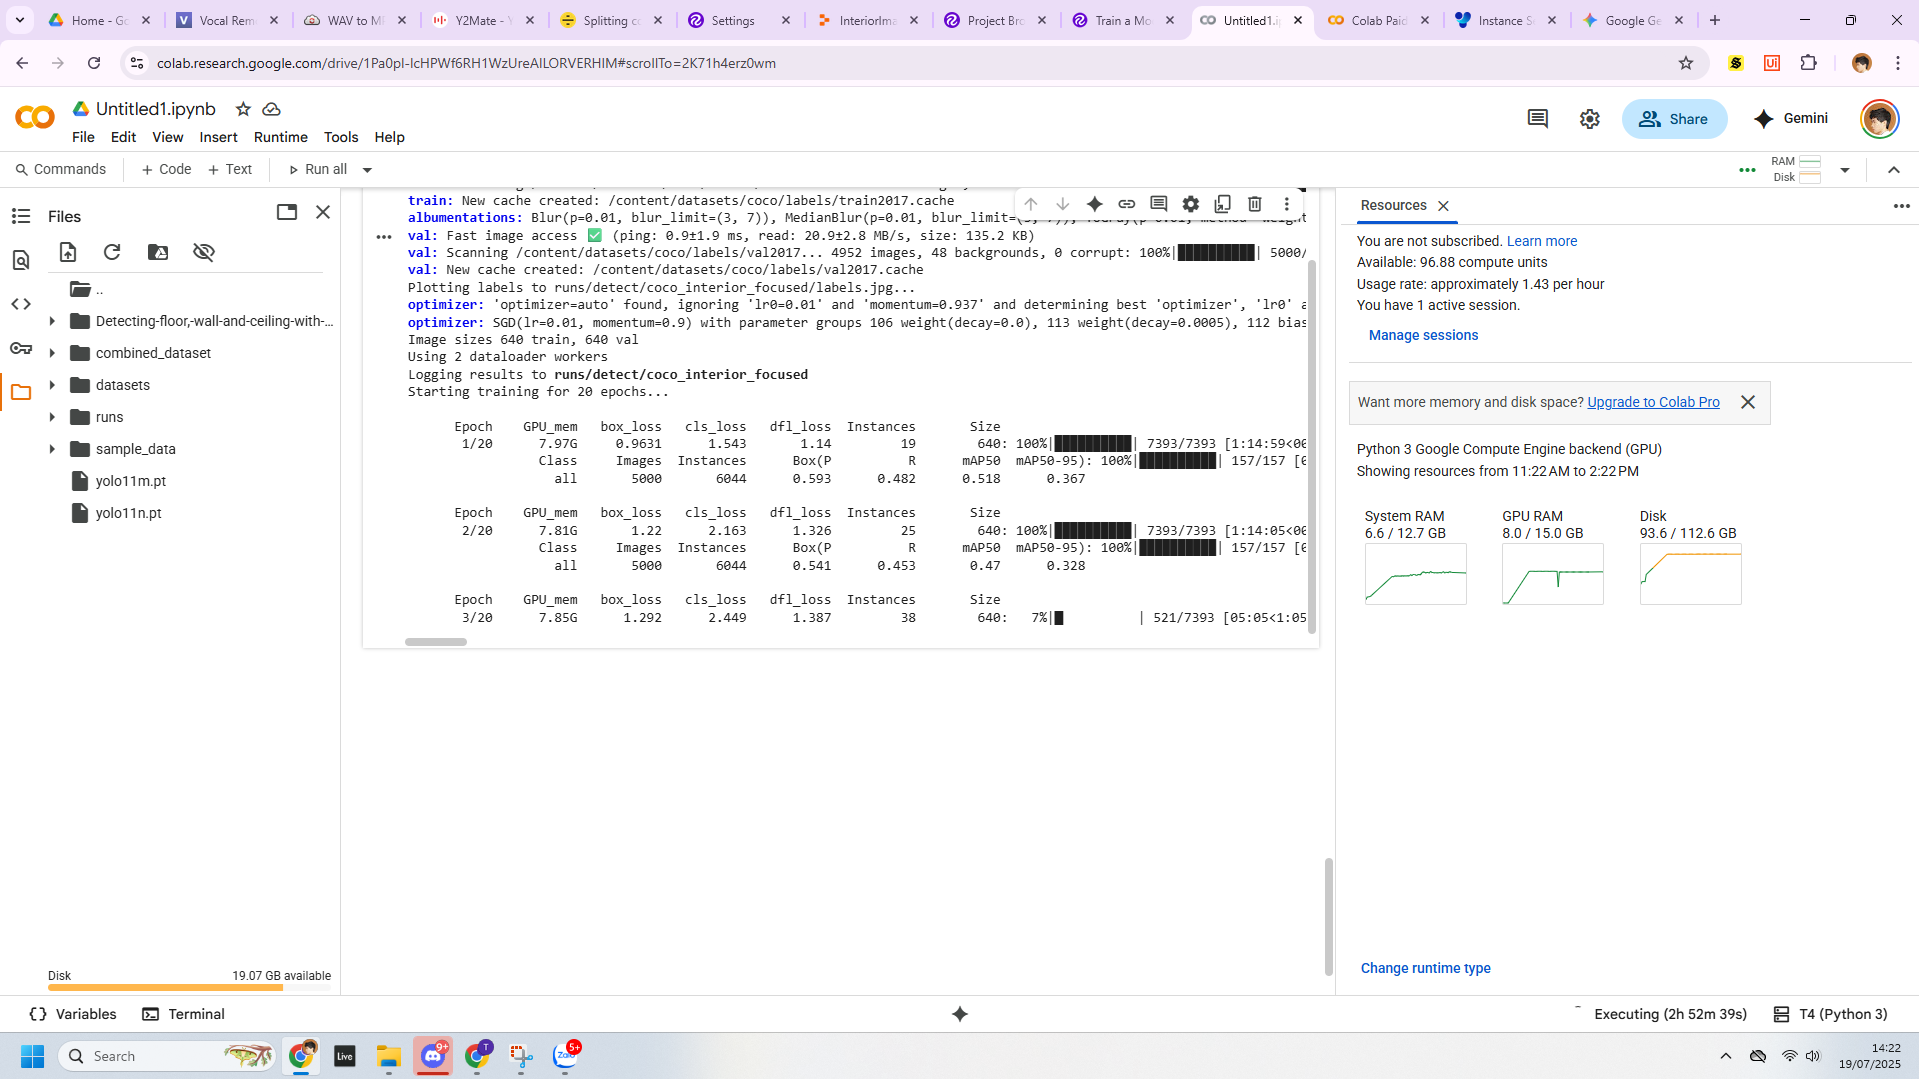 Home - Go
Vocal Rem
WAV to M
Y2Mate - Y
Splitting co
Settings
InteriorIma
Project Bro
Train a Mo
Untitled1.i
Colab Paid
Instance S
Google Ge
colab.research.google.com/drive/1Pa0pI-IcHPWf6RH1WzUreAILORVERHIM#scrollTo=2K71h4erz0wm
Untitled1.ipynb
Share
Gemini
File Edit View Insert Runtime Tools Help
Commands + Code + Text Run all
RAM
Disk
Files
..
Detecting-floor,-wall-and-ceiling-with-...
combined_dataset
datasets
runs
sample_data
yolo11m.pt
yolo11n.pt
Disk 19.07 GB available
train: New cache created: /content/datasets/coco/labels/train2017.cache
albumentations: Blur(p=0.01, blur_limit=(3, 7)), MedianBlur(p=0.01, blur_limit=(3, 7)), ToGray(p=0.01, method='weight
val: Fast image access ✅ (ping: 0.9±1.9 ms, read: 20.9±2.8 MB/s, size: 135.2 KB)
val: Scanning /content/datasets/coco/labels/val2017... 4952 images, 48 backgrounds, 0 corrupt: 100%|██████████| 5000/
val: New cache created: /content/datasets/coco/labels/val2017.cache
Plotting labels to runs/detect/coco_interior_focused/labels.jpg...
optimizer: 'optimizer=auto' found, ignoring 'lr0=0.01' and 'momentum=0.937' and determining best 'optimizer', 'lr0' a
optimizer: SGD(lr=0.01, momentum=0.9) with parameter groups 106 weight(decay=0.0), 113 weight(decay=0.0005), 112 bias
Image sizes 640 train, 640 val
Using 2 dataloader workers
Logging results to runs/detect/coco_interior_focused
Starting training for 20 epochs...
Epoch GPU_mem box_loss cls_loss dfl_loss Instances Size
1/20 7.97G 0.9631 1.543 1.14 19 640: 100%|██████████| 7393/7393 [1:14:59<00
Class Images Instances Box(P R mAP50 mAP50-95): 100%|██████████| 157/157 [0
all 5000 6044 0.593 0.482 0.518 0.367
Epoch GPU_mem box_loss cls_loss dfl_loss Instances Size
2/20 7.81G 1.22 2.163 1.326 25 640: 100%|██████████| 7393/7393 [1:14:05<00
Class Images Instances Box(P R mAP50 mAP50-95): 100%|██████████| 157/157 [0
all 5000 6044 0.541 0.453 0.47 0.328
Epoch GPU_mem box_loss cls_loss dfl_loss Instances Size
3/20 7.85G 1.292 2.449 1.387 38 640: 7%|█ | 521/7393 [05:05<1:05
Resources
You are not subscribed. Learn more
Available: 96.88 compute units
Usage rate: approximately 1.43 per hour
You have 1 active session.
Manage sessions
Want more memory and disk space? Upgrade to Colab Pro
Python 3 Google Compute Engine backend (GPU)
Showing resources from 11:22 AM to 2:22 PM
System RAM
6.6 / 12.7 GB
GPU RAM
8.0 / 15.0 GB
Disk
93.6 / 112.6 GB
Change runtime type
Variables Terminal
Executing (2h 52m 39s) T4 (Python 3)
Search
Live
9+
T
Zalo
5+
14:22
19/07/2025